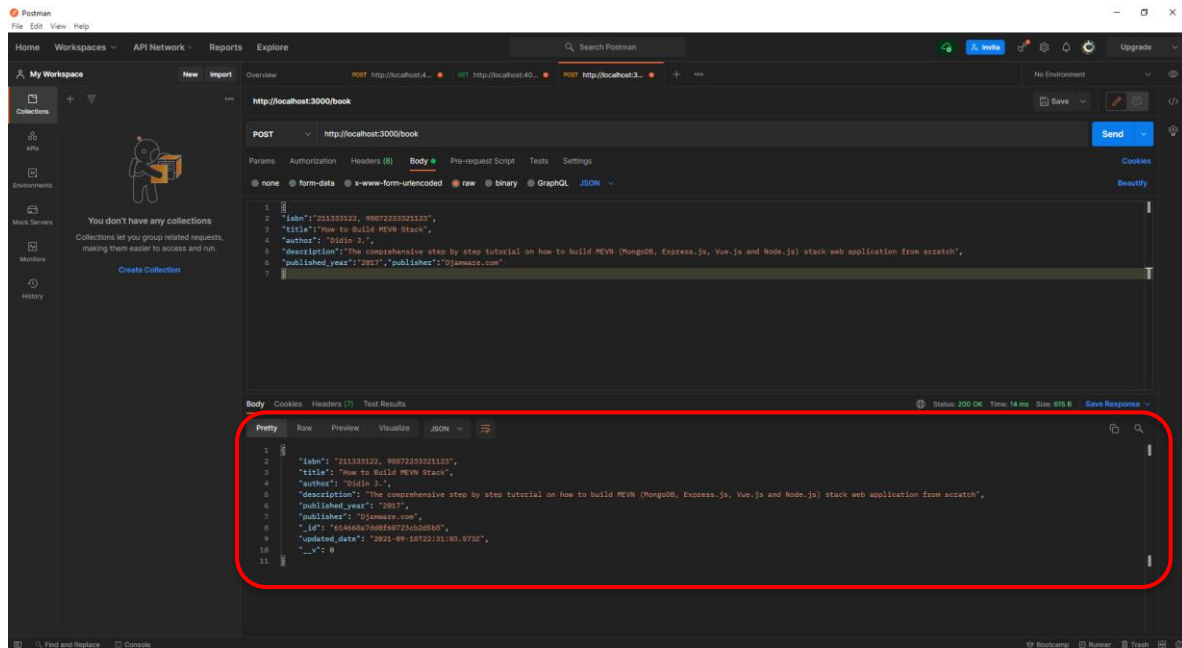 Postman
File Edit View Help
Home Workspaces API Network Reports Explore Search Postman Invite Upgrade
My Workspace New Import Overview POST http://localhost:4... GET http://localhost:40... POST http://localhost:3... No Environment
Collections
APIs
Environments
Mock Servers
Monitors
History
You don't have any collections
Collections let you group related requests,
making them easier to access and run.
Create Collection
http://localhost:3000/book Save
POST http://localhost:3000/book Send
Params Authorization Headers (8) Body Pre-request Script Tests Settings Cookies
none form-data x-www-form-urlencoded raw binary GraphQL JSON Beautify
1 {
2 "isbn":"211333122, 98872233321123",
3 "title":"How to Build MEVN Stack",
4 "author": "Didin J.",
5 "description":"The comprehensive step by step tutorial on how to build MEVN (MongoDB, Express.js, Vue.js and Node.js) stack web application from scratch",
6 "published_year":"2017","publisher":"Djamware.com"
7 }
Body Cookies Headers (7) Test Results Status: 200 OK Time: 14 ms Size: 615 B Save Response
Pretty Raw Preview Visualize JSON
1 {
2 "isbn": "211333122, 98872233321123",
3 "title": "How to Build MEVN Stack",
4 "author": "Didin J.",
5 "description": "The comprehensive step by step tutorial on how to build MEVN (MongoDB, Express.js, Vue.js and Node.js) stack web application from scratch",
6 "published_year": "2017",
7 "publisher": "Djamware.com",
8 "_id":
9 "updated_date": "2021-09-18T22:31:03.573Z",
10 "__v": 0
11 }
Find and Replace Console Bootcamp Runner Trash